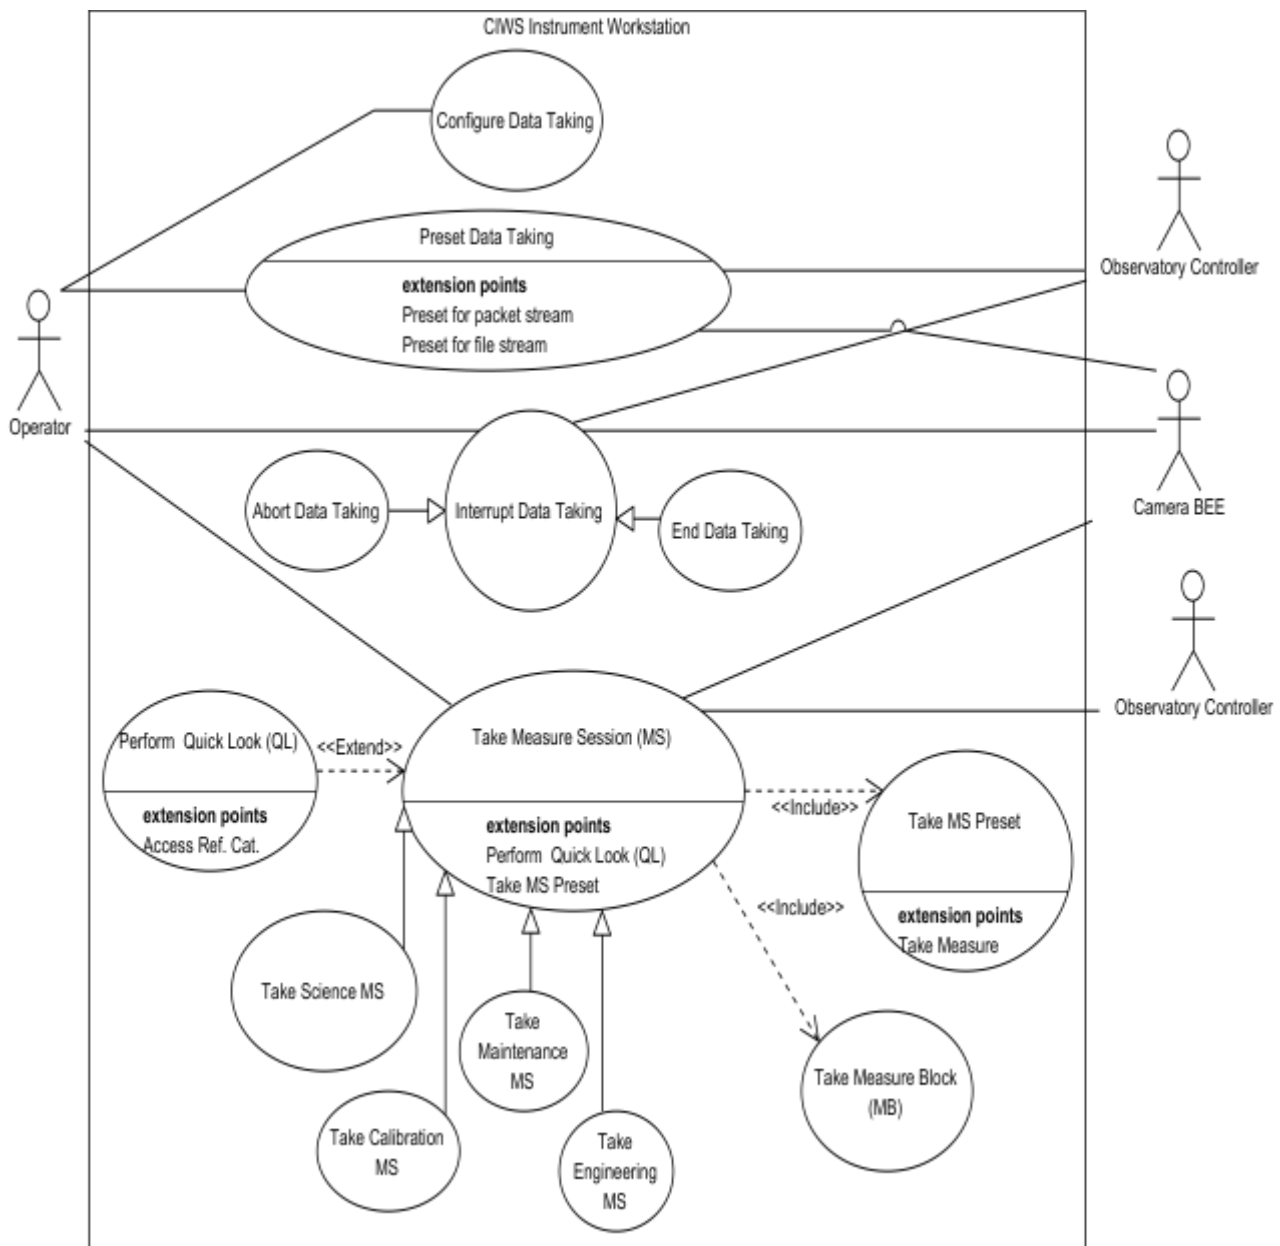 CIWS Instrument Workstation
Configure Data Taking
Preset Data Taking
extension points
Preset for packet stream
Preset for file stream
Observatory Controller
Operator
Abort Data Taking
Interrupt Data Taking
End Data Taking
Camera BEE
Observatory Controller
Perform Quick Look (QL)
extension points
Access Ref. Cat.
<<Extend>>
Take Measure Session (MS)
extension points
Perform Quick Look (QL)
Take MS Preset
<<Include>>
Take MS Preset
extension points
Take Measure
<<Include>>
Take Science MS
Take
Maintenance
MS
Take Measure Block
(MB)
Take Calibration
MS
Take
Engineering
MS